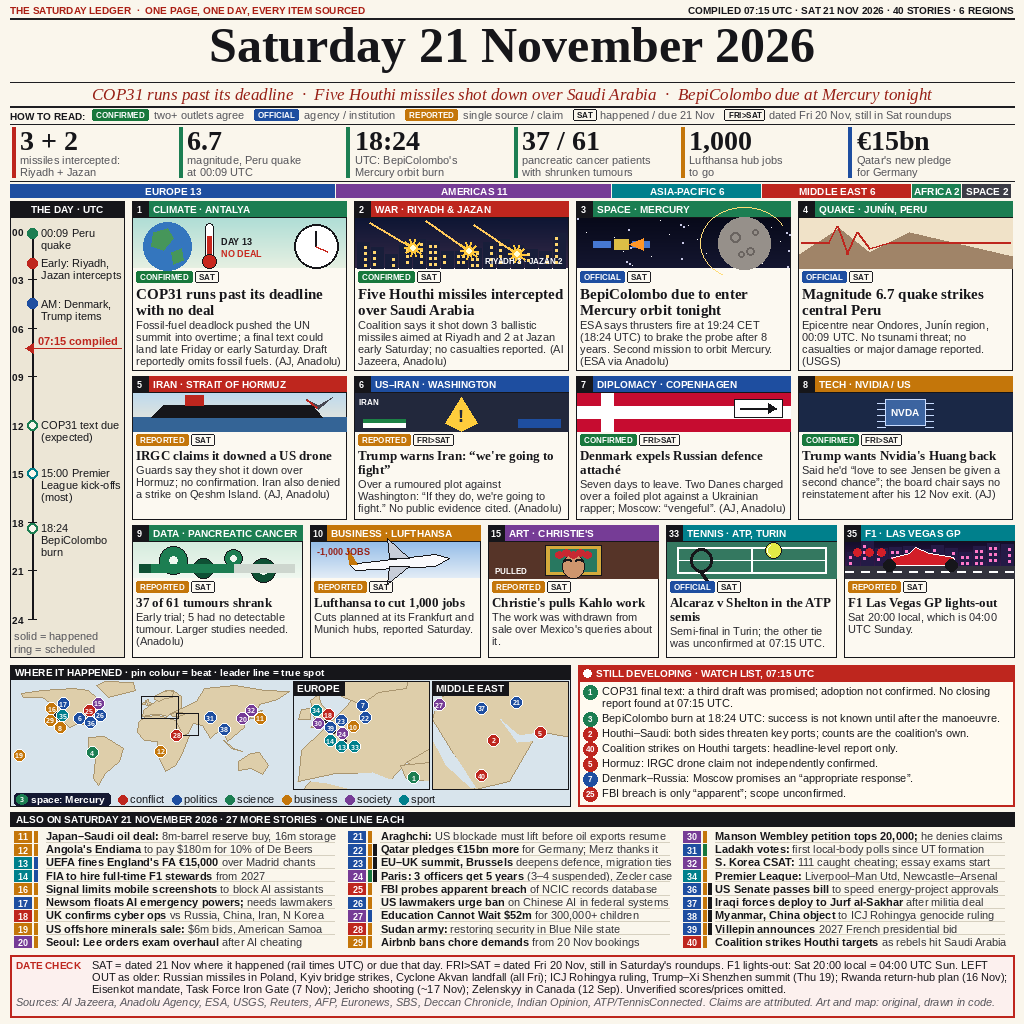 THE SATURDAY LEDGER · ONE PAGE, ONE DAY, EVERY ITEM SOURCED
COMPILED 07:15 UTC · SAT 21 NOV 2026 · 40 STORIES · 6 REGIONS
Saturday 21 November 2026
COP31 runs past its deadline · Five Houthi missiles shot down over Saudi Arabia · BepiColombo due at Mercury tonight
HOW TO READ: CONFIRMED two+ outlets agree OFFICIAL agency / institution REPORTED single source / claim SAT happened / due 21 Nov FRI>SAT dated Fri 20 Nov, still in Sat roundups
3 + 2
missiles intercepted:
Riyadh + Jazan
6.7
magnitude, Peru quake
at 00:09 UTC
18:24
UTC: BepiColombo's
Mercury orbit burn
37 / 61
pancreatic cancer patients
with shrunken tumours
1,000
Lufthansa hub jobs
to go
€15bn
Qatar's new pledge
for Germany
EUROPE 13
AMERICAS 11
ASIA-PACIFIC 6
MIDDLE EAST 6
AFRICA 2
SPACE 2
THE DAY · UTC
00
00:09 Peru
quake
Early: Riyadh,
Jazan intercepts
03
AM: Denmark,
Trump items
06
07:15 compiled
09
12
COP31 text due
(expected)
15
15:00 Premier
League kick-offs
(most)
18
18:24
BepiColombo
burn
21
24
solid = happened
ring = scheduled
1 CLIMATE · ANTALYA
DAY 13
NO DEAL
CONFIRMED SAT
COP31 runs past its deadline
with no deal
Fossil-fuel deadlock pushed the UN
summit into overtime; a final text could
land late Friday or early Saturday. Draft
reportedly omits fossil fuels. (AJ, Anadolu)
2 WAR · RIYADH & JAZAN
RIYADH 3 · JAZAN 2
CONFIRMED SAT
Five Houthi missiles intercepted
over Saudi Arabia
Coalition says it shot down 3 ballistic
missiles aimed at Riyadh and 2 at Jazan
early Saturday; no casualties reported. (Al
Jazeera, Anadolu)
3 SPACE · MERCURY
OFFICIAL SAT
BepiColombo due to enter
Mercury orbit tonight
ESA says thrusters fire at 19:24 CET
(18:24 UTC) to brake the probe after 8
years. Second mission to orbit Mercury.
(ESA via Anadolu)
4 QUAKE · JUNÍN, PERU
OFFICIAL SAT
Magnitude 6.7 quake strikes
central Peru
Epicentre near Ondores, Junín region,
00:09 UTC. No tsunami threat; no
casualties or major damage reported.
(USGS)
5 IRAN · STRAIT OF HORMUZ
REPORTED SAT
IRGC claims it downed a US drone
Guards say they shot it down over
Hormuz; no confirmation. Iran also denied
a strike on Qeshm Island. (AJ, Anadolu)
6 US–IRAN · WASHINGTON
IRAN
!
REPORTED FRI>SAT
Trump warns Iran: “we're going to
fight”
Over a rumoured plot against
Washington: “If they do, we're going to
fight.” No public evidence cited. (Anadolu)
7 DIPLOMACY · COPENHAGEN
CONFIRMED FRI>SAT
Denmark expels Russian defence
attaché
Seven days to leave. Two Danes charged
over a foiled plot against a Ukrainian
rapper; Moscow: “vengeful”. (AJ, Anadolu)
8 TECH · NVIDIA / US
NVDA
CONFIRMED FRI>SAT
Trump wants Nvidia's Huang back
Said he'd “love to see Jensen be given a
second chance”; the board chair says no
reinstatement after his 12 Nov exit. (AJ)
9 DATA · PANCREATIC CANCER
REPORTED SAT
37 of 61 tumours shrank
Early trial; 5 had no detectable
tumour. Larger studies needed.
(Anadolu)
10 BUSINESS · LUFTHANSA
-1,000 JOBS
REPORTED SAT
Lufthansa to cut 1,000 jobs
Cuts planned at its Frankfurt and
Munich hubs, reported Saturday.
15 ART · CHRISTIE'S
PULLED
REPORTED SAT
Christie's pulls Kahlo work
The work was withdrawn from
sale over Mexico's queries about
it.
33 TENNIS · ATP, TURIN
OFFICIAL SAT
Alcaraz v Shelton in the ATP
semis
Semi-final in Turin; the other tie
was unconfirmed at 07:15 UTC.
35 F1 · LAS VEGAS GP
REPORTED SAT
F1 Las Vegas GP lights-out
Sat 20:00 local, which is 04:00
UTC Sunday.
WHERE IT HAPPENED · pin colour = beat · leader line = true spot
EUROPE
MIDDLE EAST
3 space: Mercury conflict politics science business society sport
STILL DEVELOPING · WATCH LIST, 07:15 UTC
1 COP31 final text: a third draft was promised; adoption not confirmed. No closing
report found at 07:15 UTC.
3 BepiColombo burn at 18:24 UTC: success is not known until after the manoeuvre.
2 Houthi–Saudi: both sides threaten key ports; counts are the coalition's own.
40 Coalition strikes on Houthi targets: headline-level report only.
5 Hormuz: IRGC drone claim not independently confirmed.
7 Denmark–Russia: Moscow promises an “appropriate response”.
25 FBI breach is only “apparent”; scope unconfirmed.
ALSO ON SATURDAY 21 NOVEMBER 2026 · 27 MORE STORIES · ONE LINE EACH
11 Japan–Saudi oil deal: 8m-barrel reserve buy, 16m storage
12 Angola's Endiama to pay $180m for 10% of De Beers
13 UEFA fines England's FA €15,000 over Madrid chants
14 FIA to hire full-time F1 stewards from 2027
16 Signal limits mobile screenshots to block AI assistants
17 Newsom floats AI emergency powers; needs lawmakers
18 UK confirms cyber ops vs Russia, China, Iran, N Korea
19 US offshore minerals sale: $6m bids, American Samoa
20 Seoul: Lee orders exam overhaul after AI cheating
21 Araghchi: US blockade must lift before oil exports resume
22 Qatar pledges €15bn more for Germany; Merz thanks it
23 EU–UK summit, Brussels deepens defence, migration ties
24 Paris: 3 officers get 5 years (3–4 suspended), Zecler case
25 FBI probes apparent breach of NCIC records database
26 US lawmakers urge ban on Chinese AI in federal systems
27 Education Cannot Wait $52m for 300,000+ children
28 Sudan army: restoring security in Blue Nile state
29 Airbnb bans chore demands from 20 Nov bookings
30 Manson Wembley petition tops 20,000; he denies claims
31 Ladakh votes: first local-body polls since UT formation
32 S. Korea CSAT: 111 caught cheating; essay exams start
34 Premier League: Liverpool–Man Utd, Newcastle–Arsenal
36 US Senate passes bill to speed energy-project approvals
37 Iraqi forces deploy to Jurf al-Sakhar after militia deal
38 Myanmar, China object to ICJ Rohingya genocide ruling
39 Villepin announces 2027 French presidential bid
40 Coalition strikes Houthi targets as rebels hit Saudi Arabia
DATE CHECK SAT = dated 21 Nov where it happened (rail times UTC) or due that day. FRI>SAT = dated Fri 20 Nov, still in Saturday's roundups. F1 lights-out: Sat 20:00 local = 04:00 UTC Sun. LEFT
OUT as older: Russian missiles in Poland, Kyiv bridge strikes, Cyclone Akvan landfall (all Fri); ICJ Rohingya ruling, Trump–Xi Shenzhen summit (Thu 19); Rwanda return-hub plan (16 Nov);
Eisenkot mandate, Task Force Iron Gate (7 Nov); Jericho shooting (~17 Nov); Zelenskyy in Canada (12 Sep). Unverified scores/prices omitted.
Sources: Al Jazeera, Anadolu Agency, ESA, USGS, Reuters, AFP, Euronews, SBS, Deccan Chronicle, Indian Opinion, ATP/TennisConnected. Claims are attributed. Art and map: original, drawn in code.